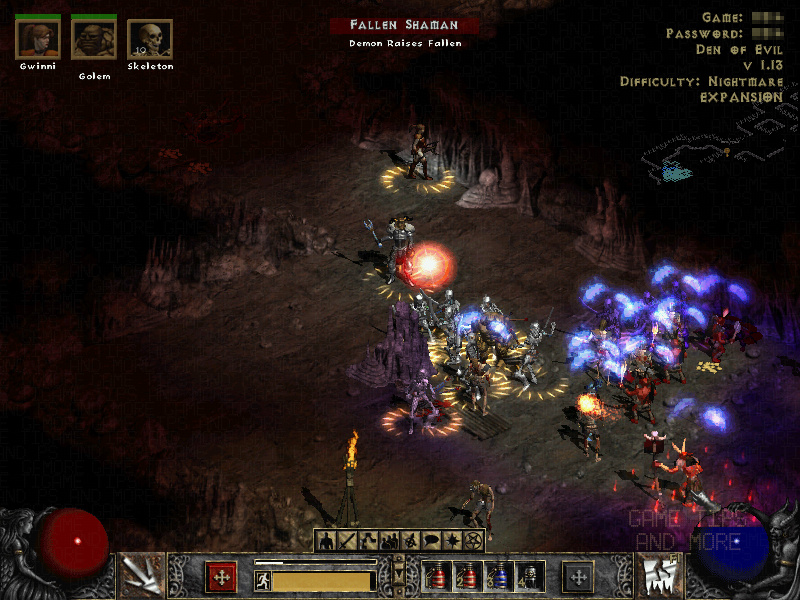 Fallen Shaman
Demon Raises Fallen
Game:
Password:
Den of Evil
v 1.13
Difficulty: Nightmare
EXPANSION
19
Gwinni
Golem
Skeleton
GAME TIPS
AND MORE